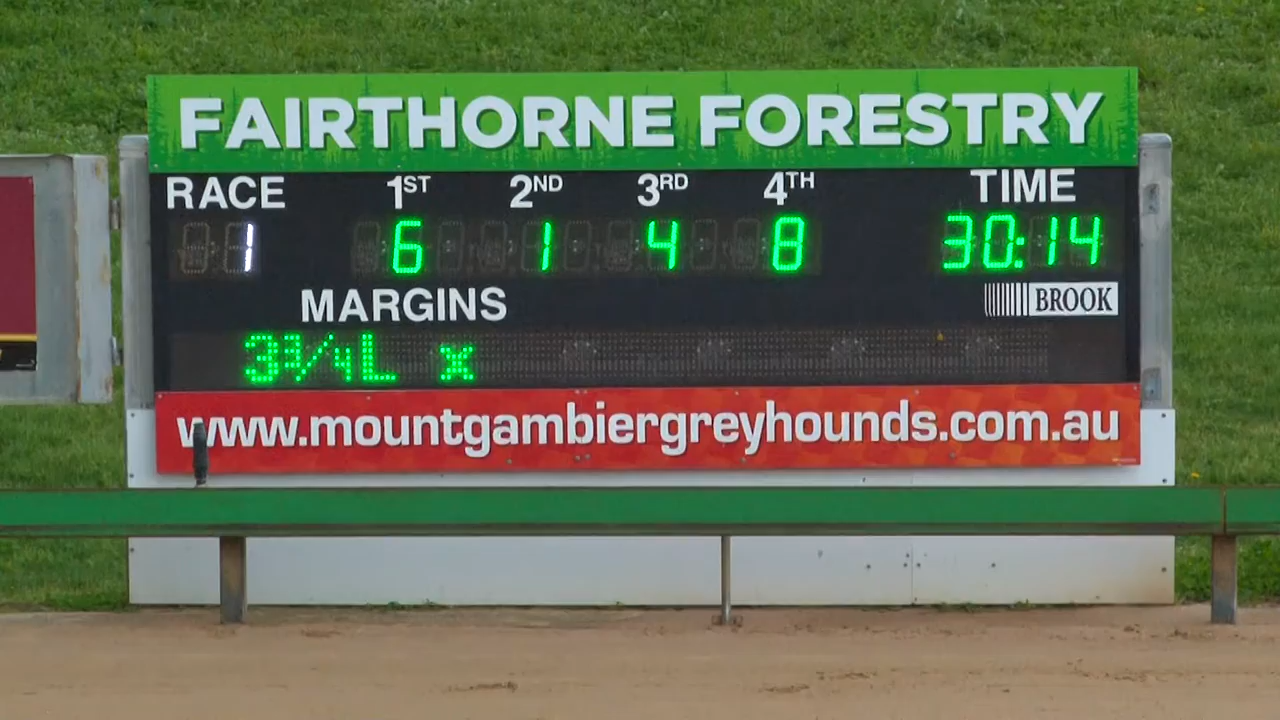 FAIRTHORNE FORESTRY
RACE 1ST 2ND 3RD 4TH TIME
1 6 1 4 8 30:14
MARGINS BROOK
3¾L x
www.mountgambiergreyhounds.com.au